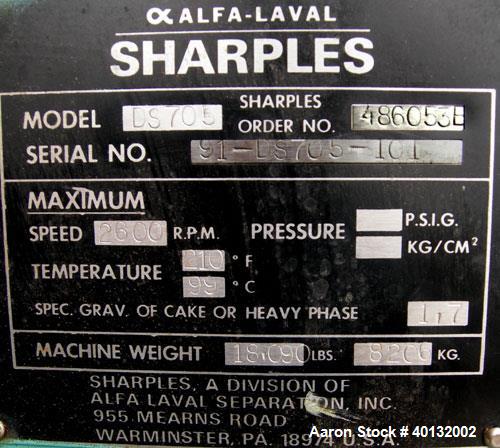 α ALFA-LAVAL
SHARPLES
MODEL DS705 SHARPLES ORDER NO. 486053B
SERIAL NO. 91-DS705-101
MAXIMUM
SPEED 2600 R.P.M. PRESSURE P.S.I.G.
KG/CM²
TEMPERATURE 210 °F
99 °C
SPEC. GRAV. OF CAKE OR HEAVY PHASE 1.7
MACHINE WEIGHT 18,090 LBS. 8200 KG.
SHARPLES, A DIVISION OF
ALFA LAVAL SEPARATION, INC.
955 MEARNS ROAD
WARMINSTER, PA. 18974 U.S.A.
Aaron Stock # 40132002